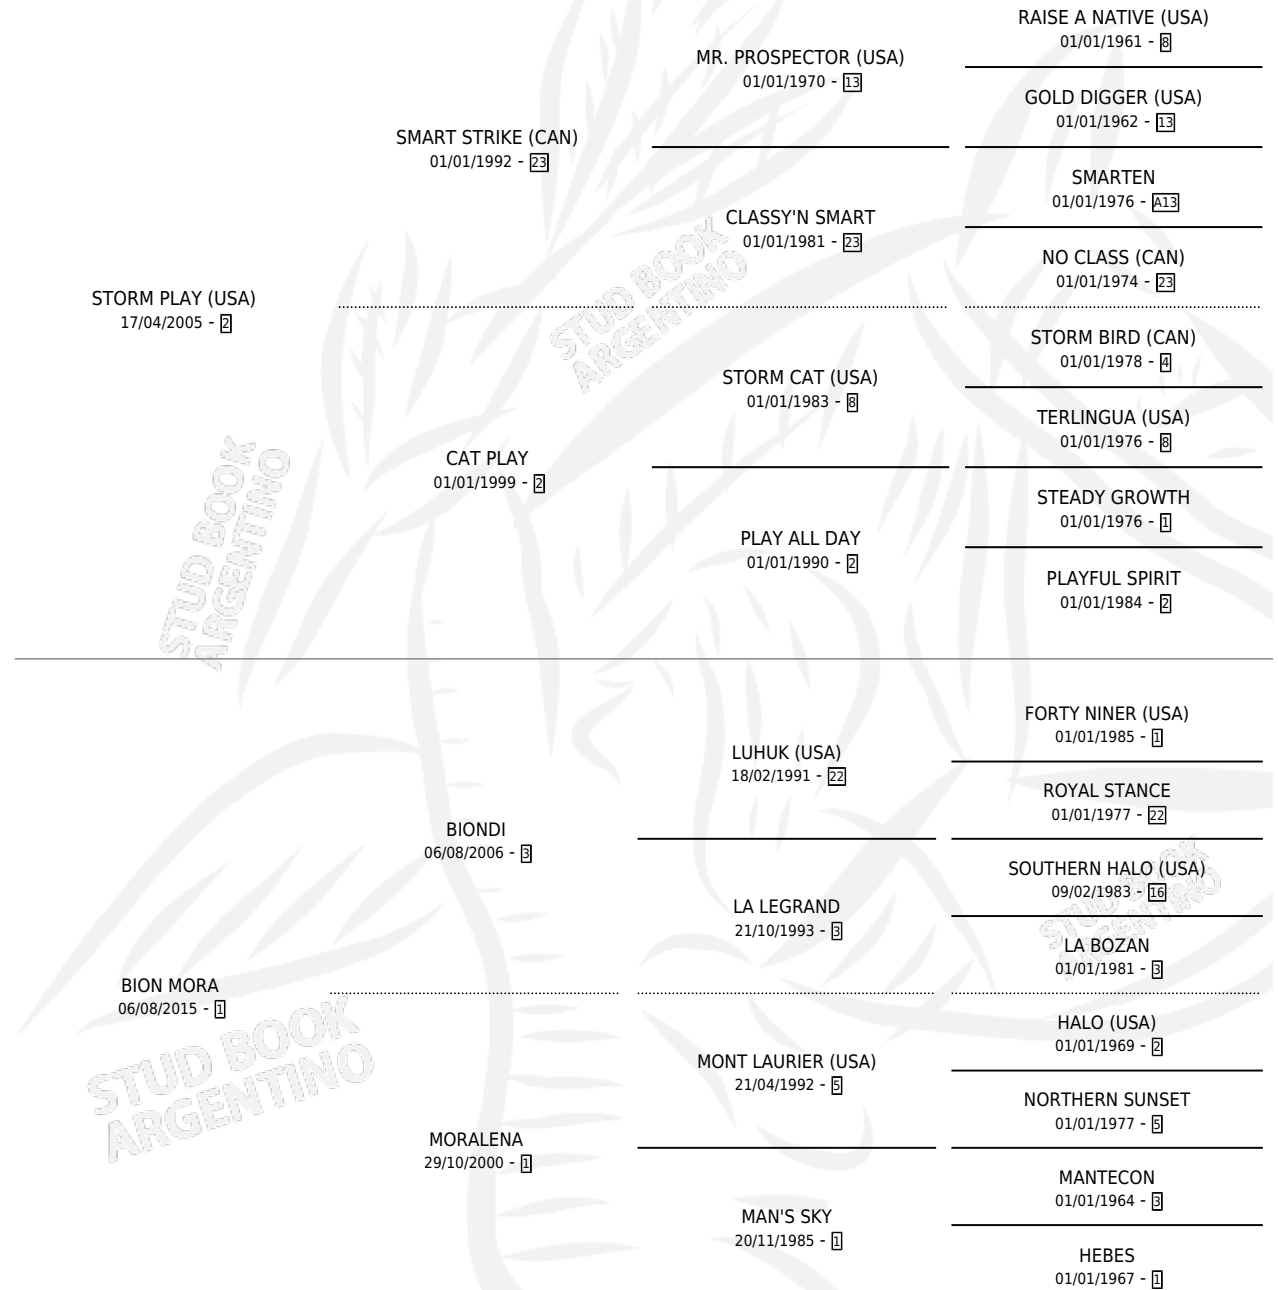 RAISE A NATIVE (USA)
01/01/1961 - 8
MR. PROSPECTOR (USA)
01/01/1970 - 13
GOLD DIGGER (USA)
01/01/1962 - 13
SMART STRIKE (CAN)
01/01/1992 - 23
SMARTEN
01/01/1976 - A13
CLASSY'N SMART
01/01/1981 - 23
NO CLASS (CAN)
01/01/1974 - 23
STORM PLAY (USA)
17/04/2005 - 2
STORM BIRD (CAN)
01/01/1978 - 4
STORM CAT (USA)
01/01/1983 - 8
TERLINGUA (USA)
01/01/1976 - 8
CAT PLAY
01/01/1999 - 2
STEADY GROWTH
01/01/1976 - 1
PLAY ALL DAY
01/01/1990 - 2
PLAYFUL SPIRIT
01/01/1984 - 2
FORTY NINER (USA)
01/01/1985 - 1
LUHUK (USA)
18/02/1991 - 22
ROYAL STANCE
01/01/1977 - 22
BIONDI
06/08/2006 - 3
SOUTHERN HALO (USA)
09/02/1983 - 16
LA LEGRAND
21/10/1993 - 3
LA BOZAN
01/01/1981 - 3
BION MORA
06/08/2015 - 1
HALO (USA)
01/01/1969 - 2
MONT LAURIER (USA)
21/04/1992 - 5
NORTHERN SUNSET
01/01/1977 - 5
MORALENA
29/10/2000 - 1
MANTECON
01/01/1964 - 3
MAN'S SKY
20/11/1985 - 1
HEBES
01/01/1967 - 1
STUD BOOK
ARGENTINO
STUD BOOK
ARGENTINO
STUD BOOK
ARGENTINO
STUD BOOK
ARGENTINO